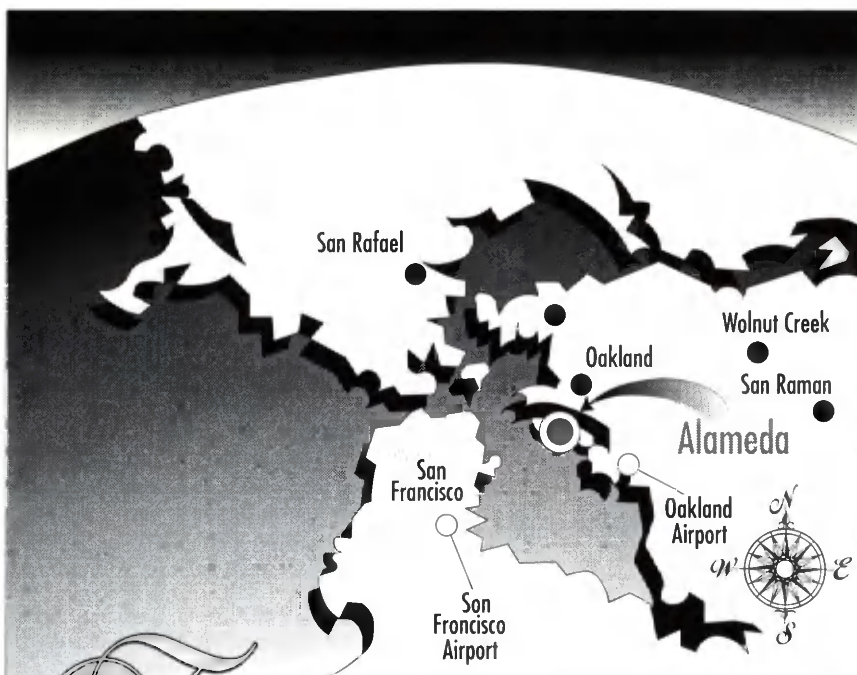 San Rafael
Wolnut Creek
Oakland
San Raman
Alameda
San
Francisco
Oakland
Airport
N
W
E
S
Son
Froncisco
Airport